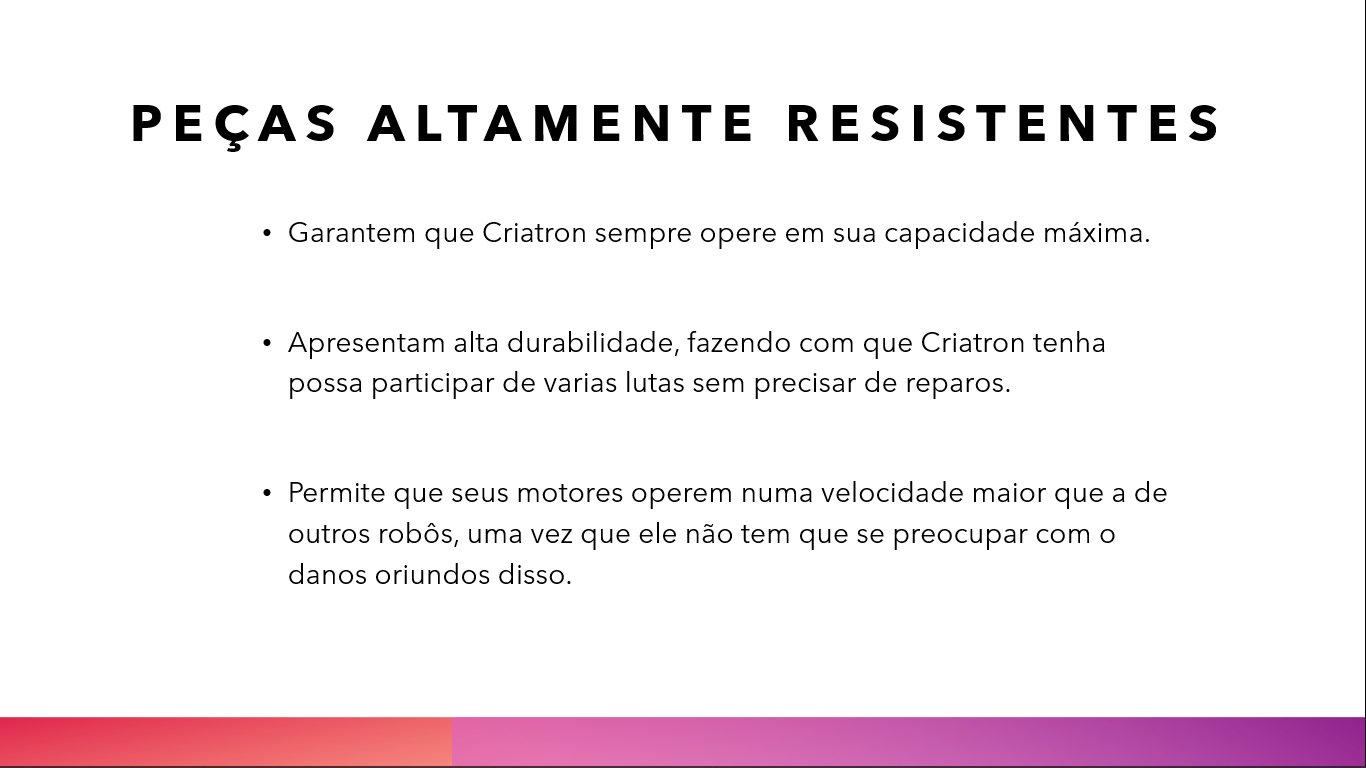 PEÇAS ALTAMENTE RESISTENTES
• Garantem que Criatron sempre opere em sua capacidade máxima.
• Apresentam alta durabilidade, fazendo com que Criatron tenha
possa participar de varias lutas sem precisar de reparos.
• Permite que seus motores operem numa velocidade maior que a de
outros robôs, uma vez que ele não tem que se preocupar com o
danos oriundos disso.